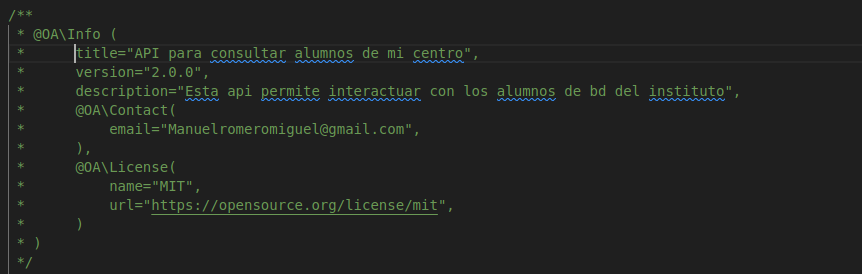 /**
 * @OA\Info (
 *      title="API para consultar alumnos de mi centro",
 *      version="2.0.0",
 *      description="Esta api permite interactuar con los alumnos de bd del instituto",
 *      @OA\Contact(
 *          email="Manuelromeromiguel@gmail.com",
 *      ),
 *      @OA\License(
 *          name="MIT",
 *          url="https://opensource.org/license/mit",
 *      )
 * )
 */